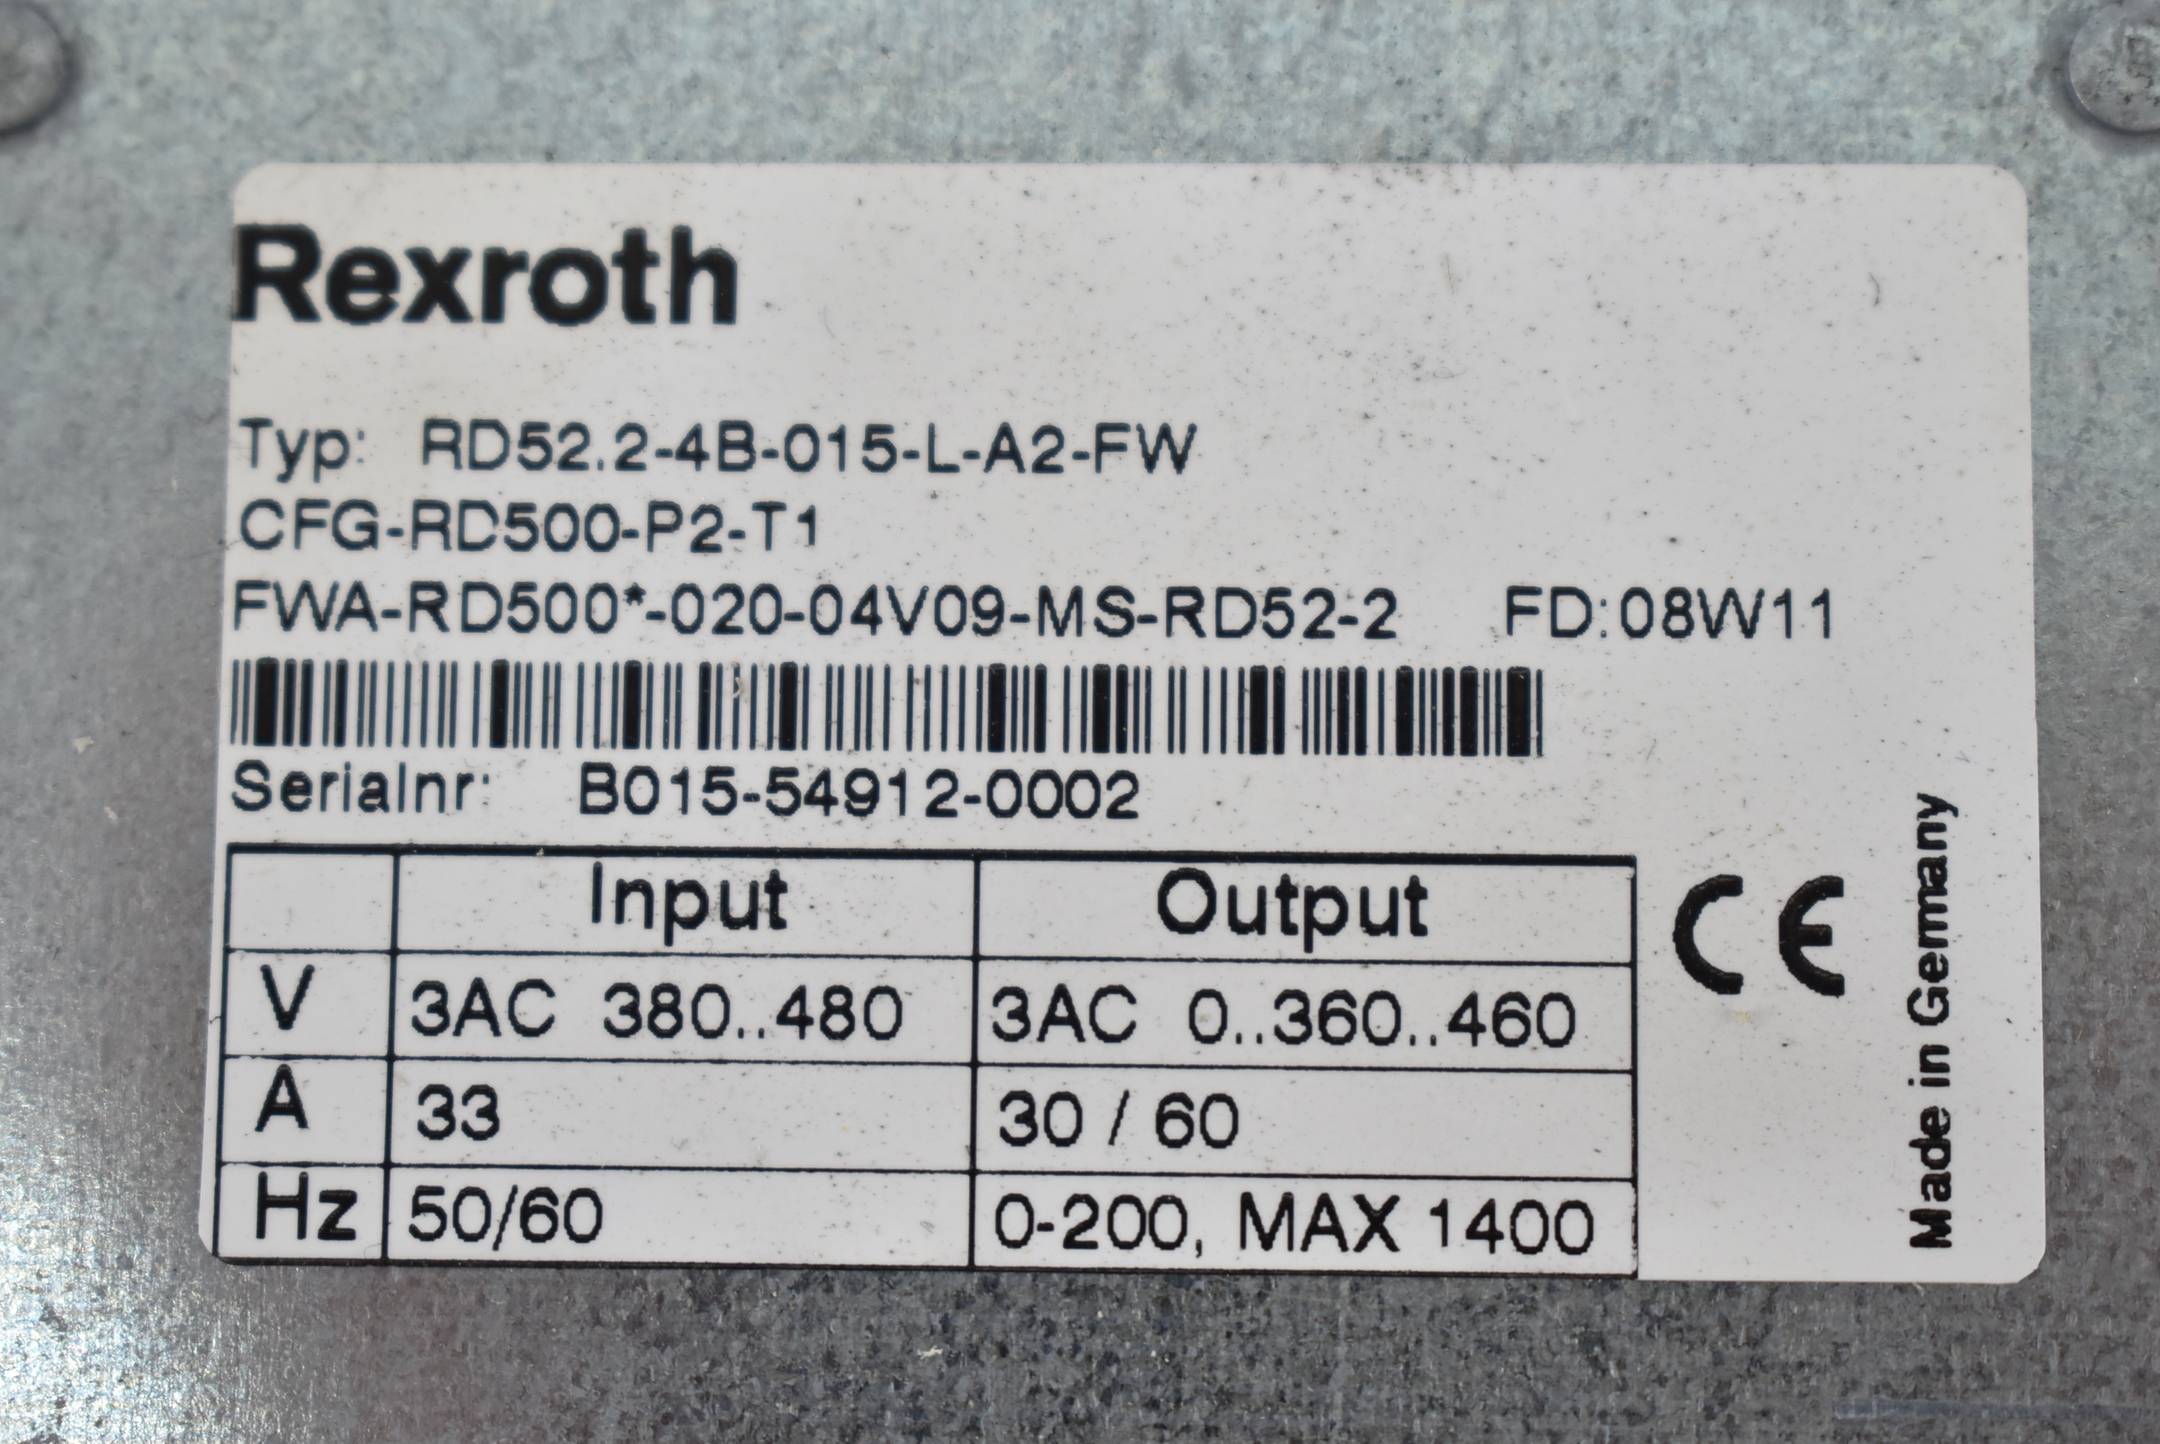 Rexroth
Typ: RD52.2-4B-015-L-A2-FW
CFG-RD500-P2-T1
FWA-RD500*-020-04V09-MS-RD52-2 FD:08W11
Serialnr: B015-54912-0002
Input Output
V 3AC 380..480 3AC 0..360..460
A 33 30 / 60
Hz 50/60 0-200, MAX 1400
CE
Made in Germany